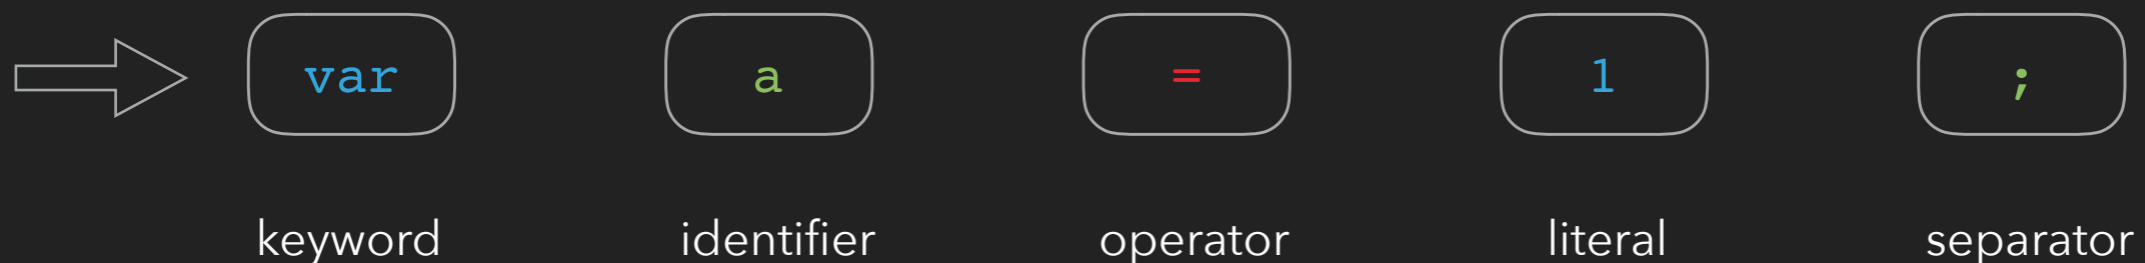 var a = 1 ;
keyword identifier operator literal separator